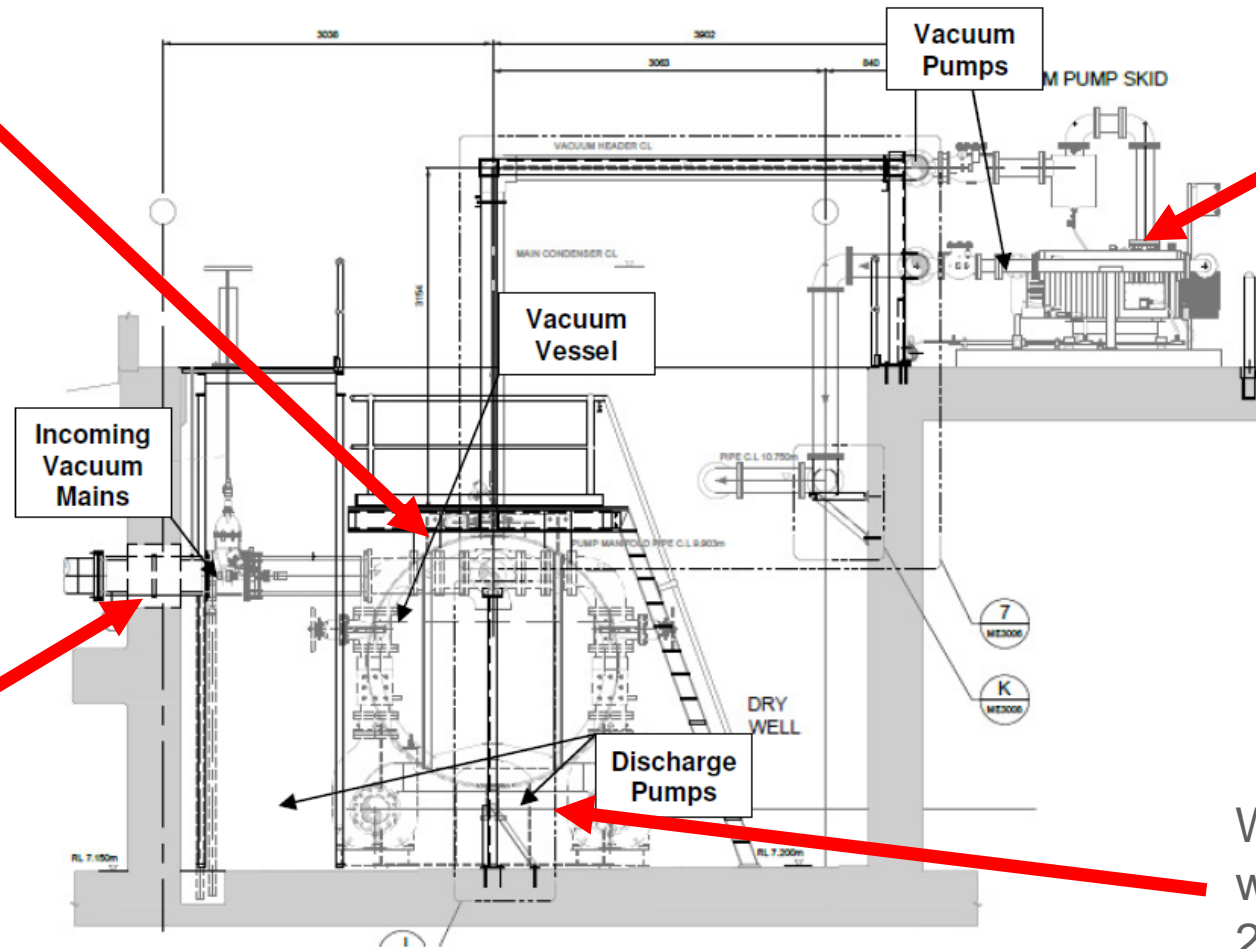 3036
3902
3063
840
Vacuum
Pumps
M PUMP SKID
VACUUM HEADER CL
MAIN CONDENSER CL
3154
Vacuum
Vessel
Incoming
Vacuum
Mains
PIPE C.L 10.750m
PUMP MANIFOLD PIPE C.L 9.903m
7
ME3006
K
ME3006
DRY
WELL
Discharge
Pumps
RL 7.150m
RL 7.200m
W
w
2